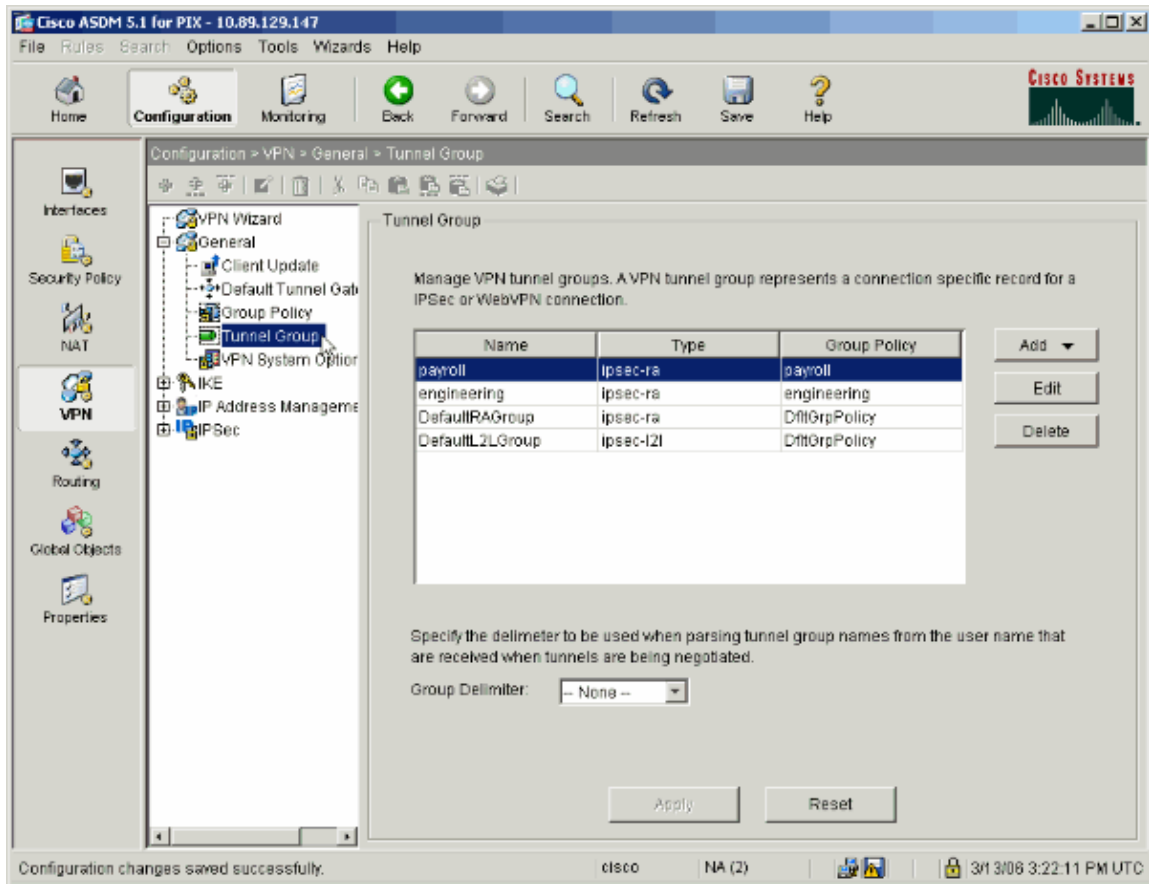 Cisco ASDM 5.1 for PIX - 10.89.129.147
File Rules Search Options Tools Wizards Help
Home Configuration Monitoring Back Forward Search Refresh Save Help
CISCO SYSTEMS
Configuration > VPN > General > Tunnel Group
Interfaces
Security Policy
NAT
VPN
Routing
Global Objects
Properties
VPN Wizard
General
Client Update
Default Tunnel Gat
Group Policy
Tunnel Group
VPN System Option
IKE
IP Address Manageme
IPSec
Tunnel Group
Manage VPN tunnel groups. A VPN tunnel group represents a connection specific record for a
IPSec or WebVPN connection.
Name Type Group Policy
payroll ipsec-ra payroll
engineering ipsec-ra engineering
DefaultRAGroup ipsec-ra DfltGrpPolicy
DefaultL2LGroup ipsec-l2l DfltGrpPolicy
Add
Edit
Delete
Specify the delimeter to be used when parsing tunnel group names from the user name that
are received when tunnels are being negotiated.
Group Delimiter: -- None --
Apply Reset
Configuration changes saved successfully. cisco NA (2) 3/13/06 3:22:11 PM UTC